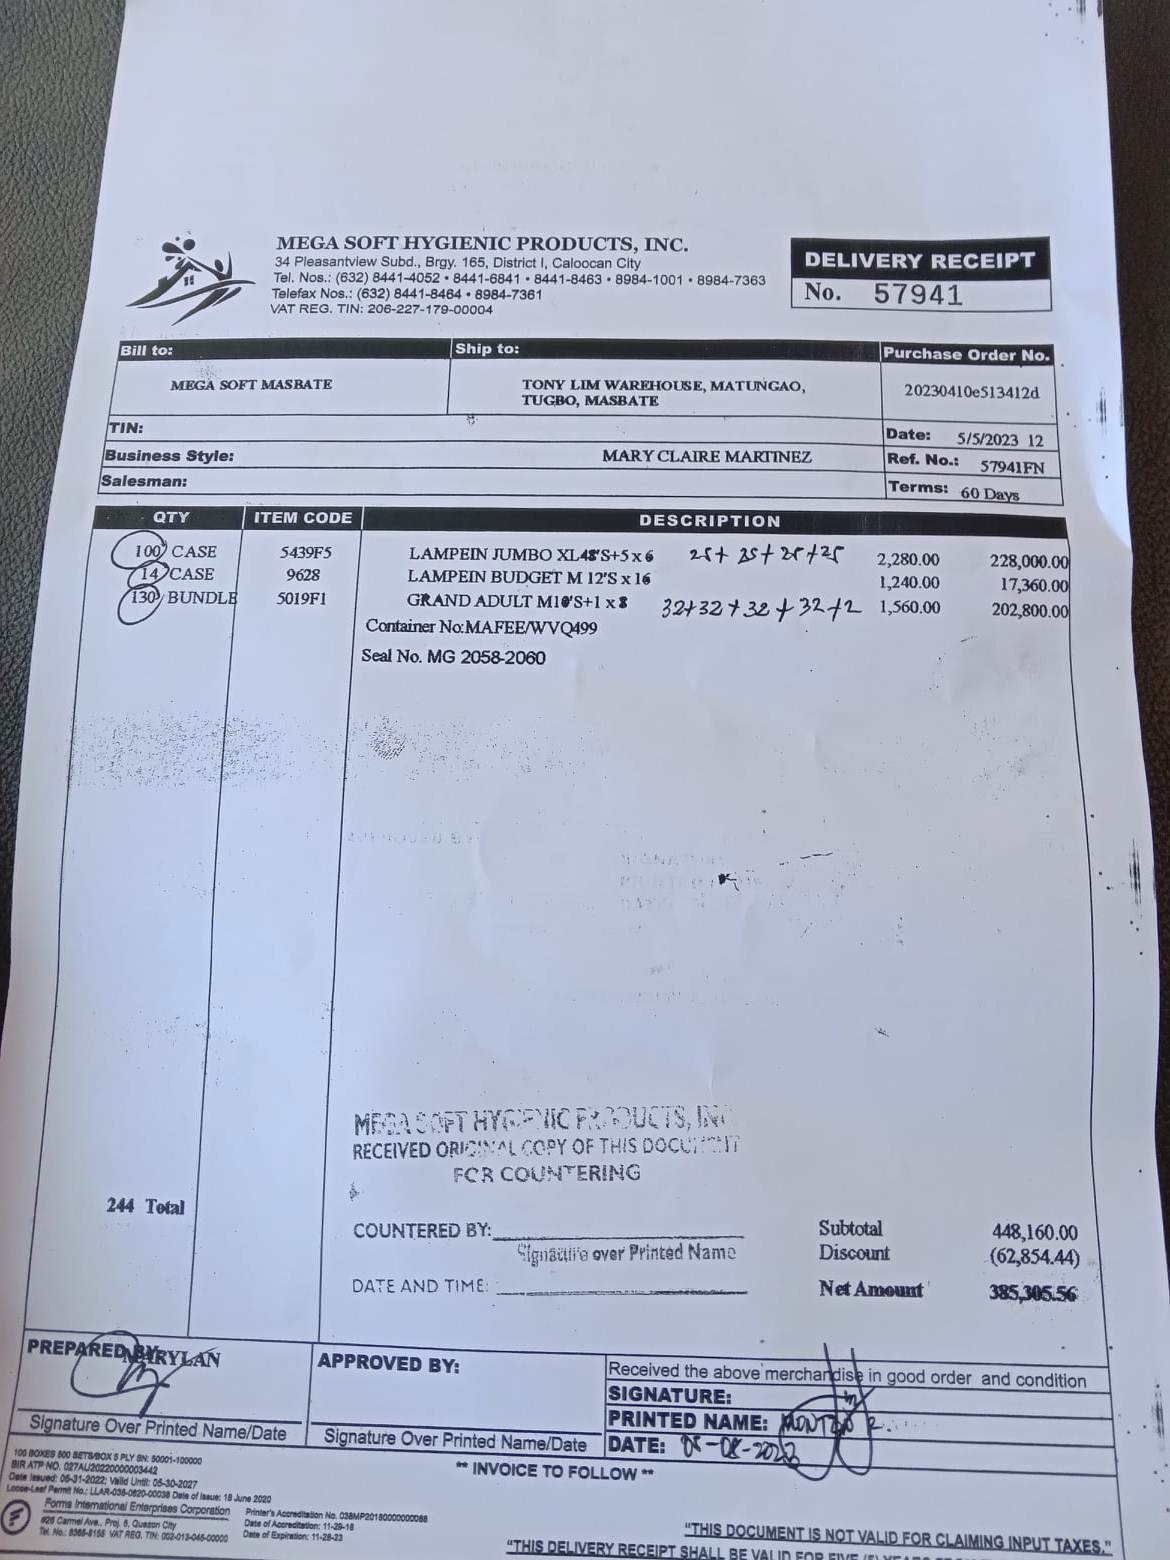 MEGA SOFT HYGIENIC PRODUCTS, INC.
34 Pleasantview Subd., Brgy. 165, District I, Caloocan City
Tel. Nos.: (632) 8441-4052 • 8441-6841 • 8441-8463 • 8984-1001 • 8984-7363
Telefax Nos.: (632) 8441-8464 • 8984-7361
VAT REG. TIN: 206-227-179-00004
DELIVERY RECEIPT
No. 57941
Bill to: Ship to: Purchase Order No.
MEGA SOFT MASBATE TONY LIM WAREHOUSE, MATUNGAO, 20230410e513412d
TUGBO, MASBATE
TIN: Date: 5/5/2023 12
Business Style: MARY CLAIRE MARTINEZ Ref. No.: 57941FN
Salesman: Terms: 60 Days
QTY ITEM CODE DESCRIPTION
100 CASE 5439F5 LAMPEIN JUMBO XL48'S+5 x 6 25+25+25+25 2,280.00 228,000.00
14 CASE 9628 LAMPEIN BUDGET M 12'S x 16 1,240.00 17,360.00
130 BUNDLE 5019F1 GRAND ADULT M10'S+1 x 8 32+32+32+32+2 1,560.00 202,800.00
Container No:MAFEE/WVQ499
Seal No. MG 2058-2060
MEGA SOFT HYGIENIC PRODUCTS, INC
RECEIVED ORIGINAL COPY OF THIS DOCUMENT
FOR COUNTERING
244 Total
COUNTERED BY: Subtotal 448,160.00
Signature over Printed Name Discount (62,854.44)
DATE AND TIME: Net Amount 385,305.56
PREPARED BY: MARYLAN
Signature Over Printed Name/Date
APPROVED BY:
Signature Over Printed Name/Date
Received the above merchandise in good order and condition
SIGNATURE:
PRINTED NAME:
DATE: 05-08-2023
** INVOICE TO FOLLOW **
100 BOXES 500 SETS/BOX 5 PLY SN: 50001-100000
BIR ATP NO. 027AU20220000003442
Date Issued: 05-31-2022; Valid Until: 05-30-2027
Loose-Leaf Permit No.: LLAR-038-0620-00038 Date of Issue: 18 June 2020
Forms International Enterprises Corporation
#26 Carmel Ave., Proj. 8, Quezon City
Tel. No.: 8366-8156 VAT REG. TIN: 002-013-045-00000
Printer's Accreditation No. 038MP20180000000068
Date of Accreditation: 11-29-18
Date of Expiration: 11-28-23
"THIS DOCUMENT IS NOT VALID FOR CLAIMING INPUT TAXES."
"THIS DELIVERY RECEIPT SHALL BE VALID FOR FIVE (5) YEARS FROM